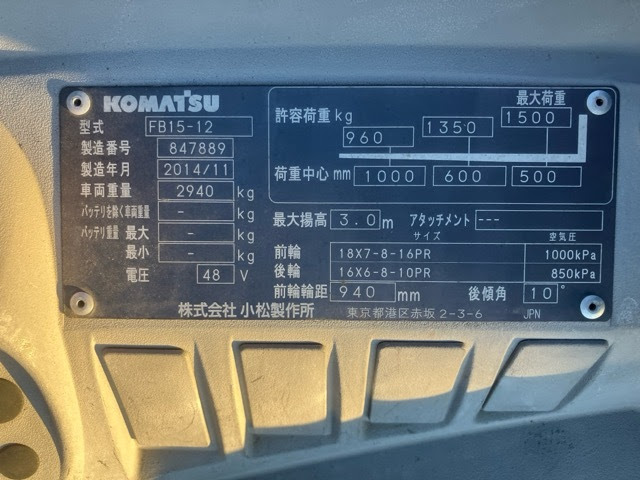 KOMATSU
型式 FB15-12
製造番号 847889
製造年月 2014/11
車両重量 2940 kg
バッテリを除く車両重量 - kg
バッテリ重量 最大 - kg
最小 - kg
電圧 48 V
最大荷重
許容荷重 kg 960 1350 1500
荷重中心 mm 1000 600 500
最大揚高 3.0 m アタッチメント ---
サイズ 空気圧
前輪 18X7-8-16PR 1000kPa
後輪 16X6-8-10PR 850kPa
前輪輪距 940 mm 後傾角 10°
株式会社 小松製作所 東京都港区赤坂 2-3-6 JPN